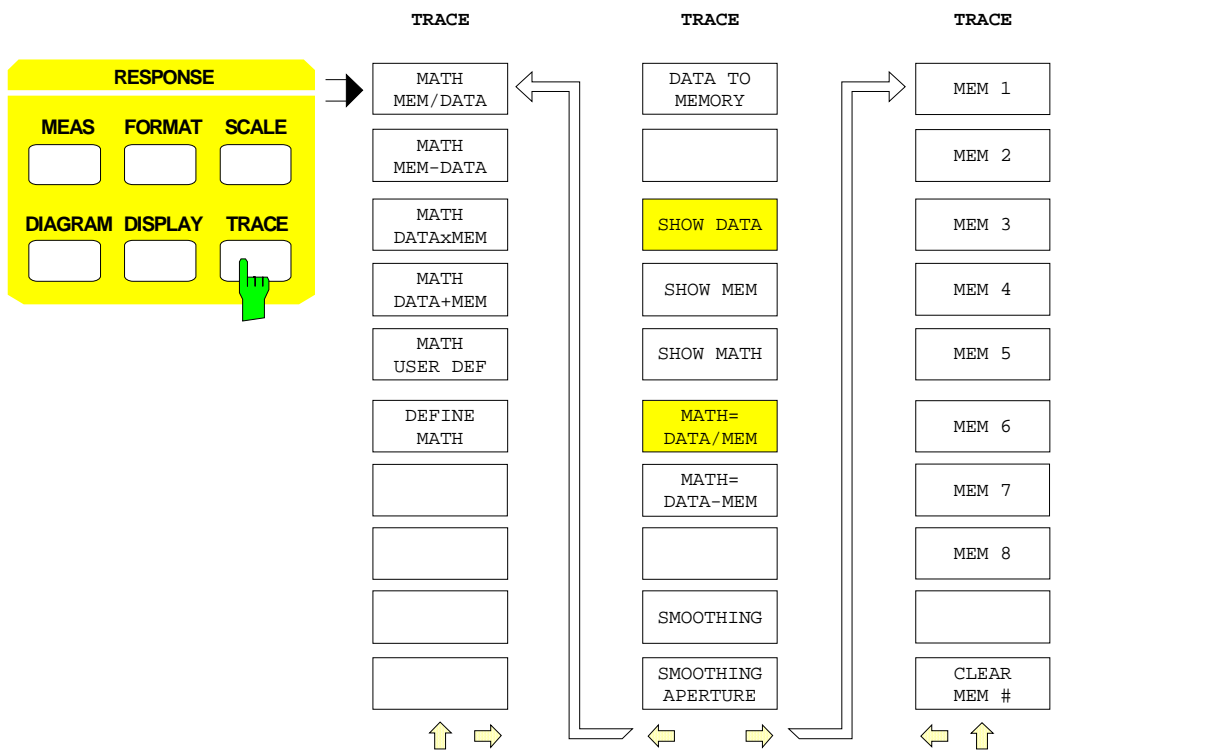 TRACE
TRACE
TRACE
RESPONSE
MEAS FORMAT SCALE
DIAGRAM DISPLAY TRACE
MATH
MEM/DATA
MATH
MEM-DATA
MATH
DATAxMEM
MATH
DATA+MEM
MATH
USER DEF
DEFINE
MATH
DATA TO
MEMORY
SHOW DATA
SHOW MEM
SHOW MATH
MATH=
DATA/MEM
MATH=
DATA-MEM
SMOOTHING
SMOOTHING
APERTURE
MEM 1
MEM 2
MEM 3
MEM 4
MEM 5
MEM 6
MEM 7
MEM 8
CLEAR
MEM #